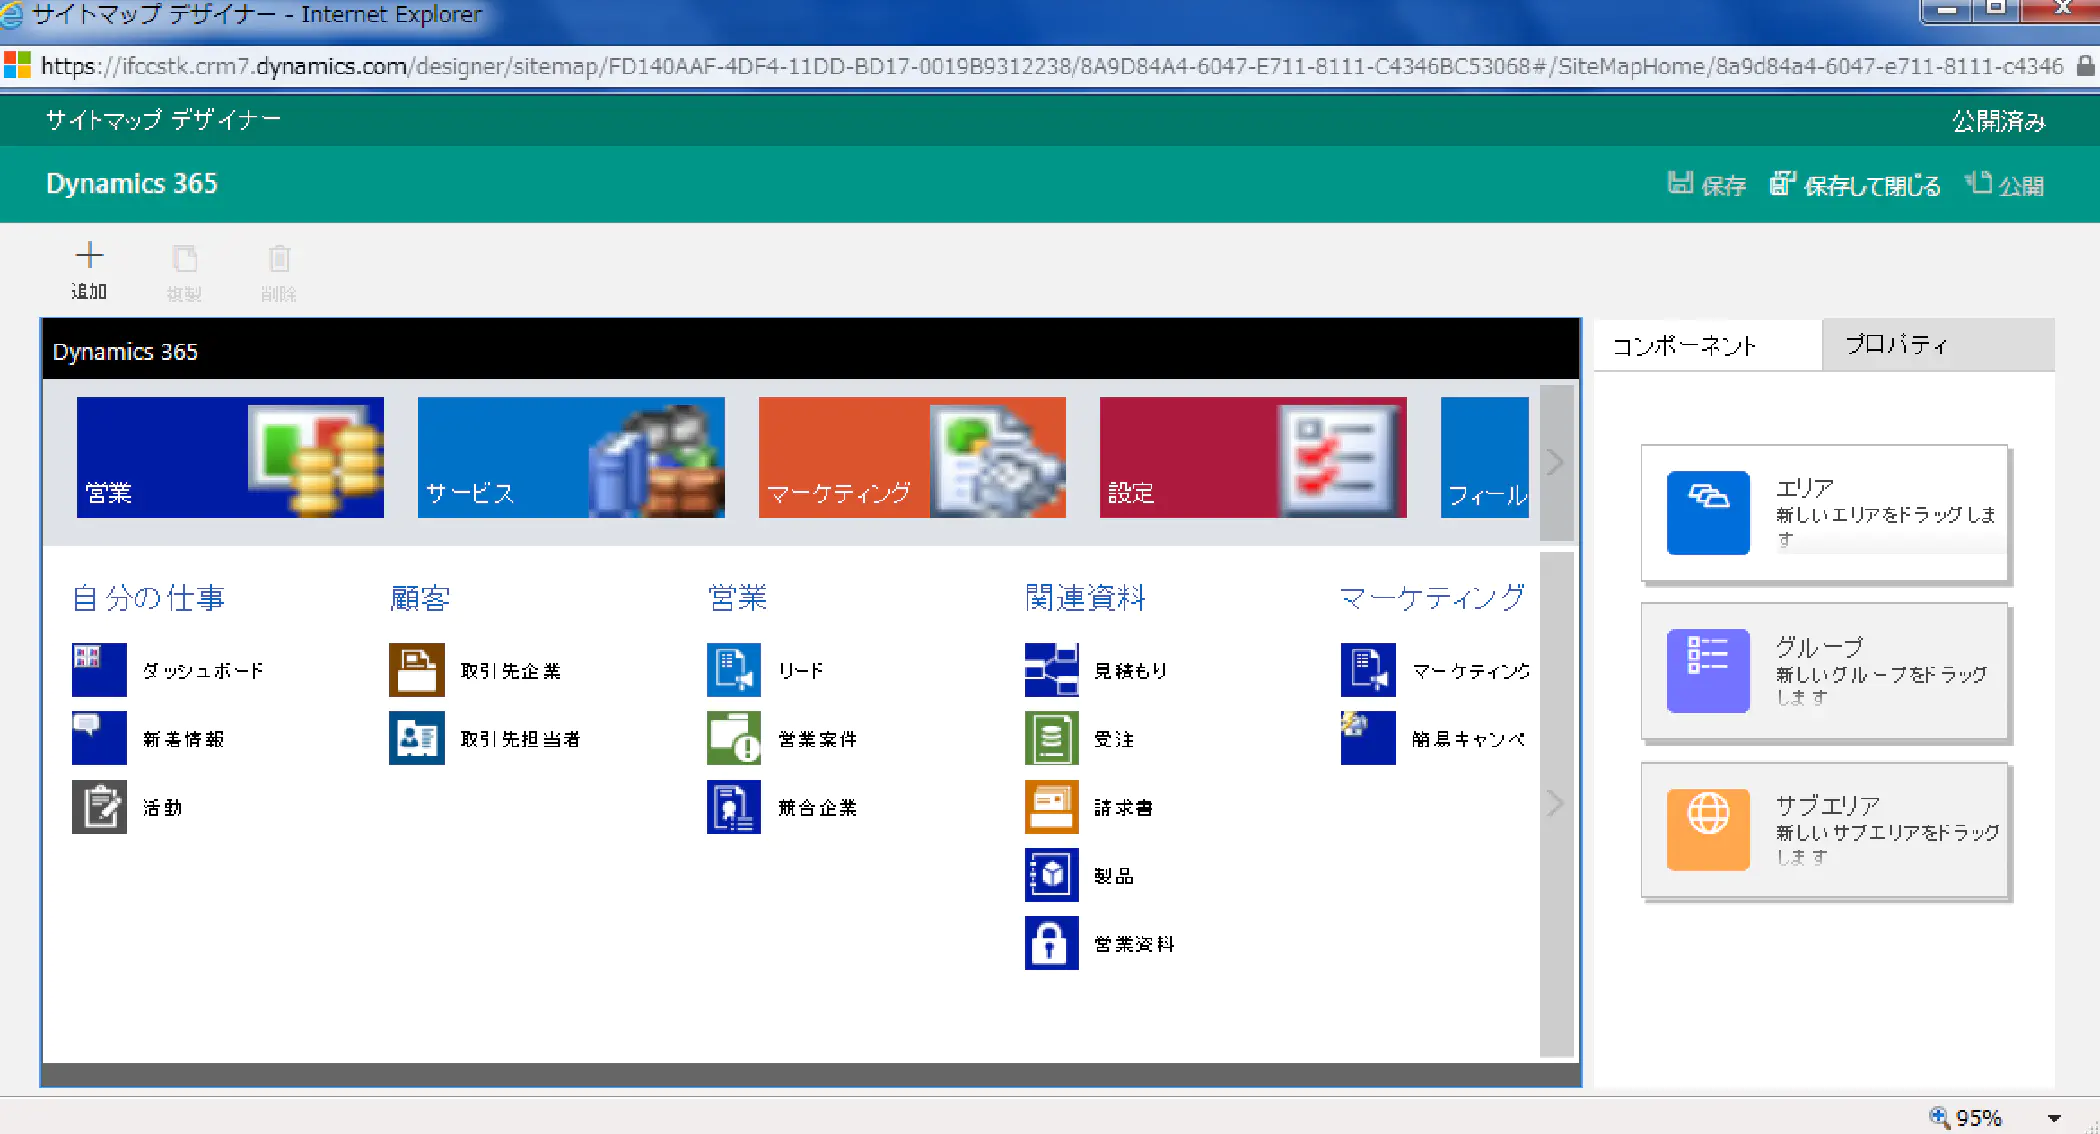 サイトマップ デザイナー - Internet Explorer
https://ifccstk.crm7.dynamics.com/designer/sitemap/FD140AAF-4DF4-11DD-BD17-0019B9312238/8A9D84A4-6047-E711-8111-C4346BC53068#/SiteMapHome/8a9d84a4-6047-e711-8111-c4346
サイトマップ デザイナー
公開済み
Dynamics 365
保存 保存して閉じる 公開
追加 複製 削除
Dynamics 365
コンポーネント プロパティ
営業 サービス マーケティング 設定 フィール
エリア
新しいエリアをドラッグしま
す
自分の仕事 顧客 営業 関連資料 マーケティング
グループ
新しいグループをドラッグ
します
ダッシュボード 取引先企業 リード 見積もり マーケティング
新着情報 取引先担当者 営業案件 受注 簡易キャンペ
活動 競合企業 請求書
サブエリア
新しいサブエリアをドラッグ
します
製品
営業資料
95%